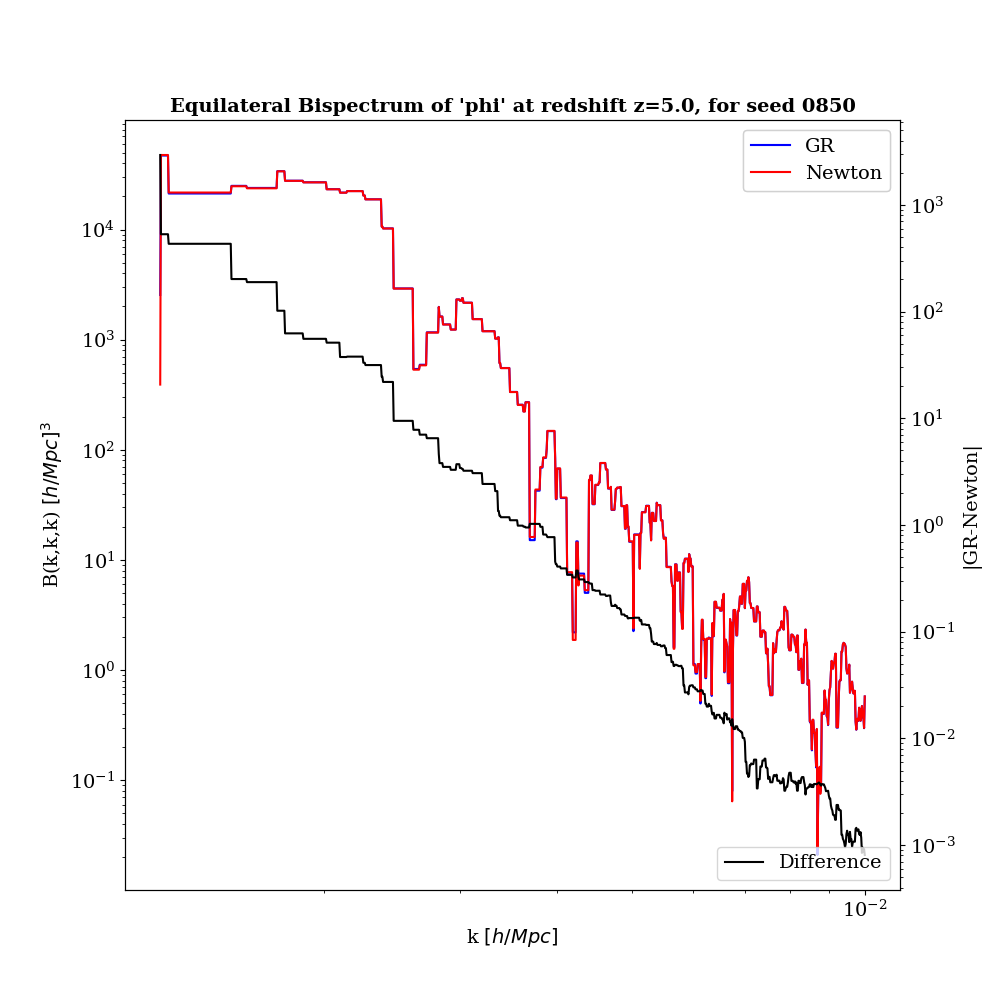 Equilateral Bispectrum of 'phi' at redshift z=5.0, for seed 0850
GR
Newton
10^4
10^3
10^2
10^1
10^0
10^-1
B(k,k,k) [h/Mpc]^3
10^3
10^2
10^1
10^0
10^-1
10^-2
10^-3
|GR-Newton|
Difference
10^-2
k [h/Mpc]